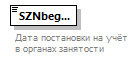 SZNbeg...
Дата постановки на учёт
в органах занятости